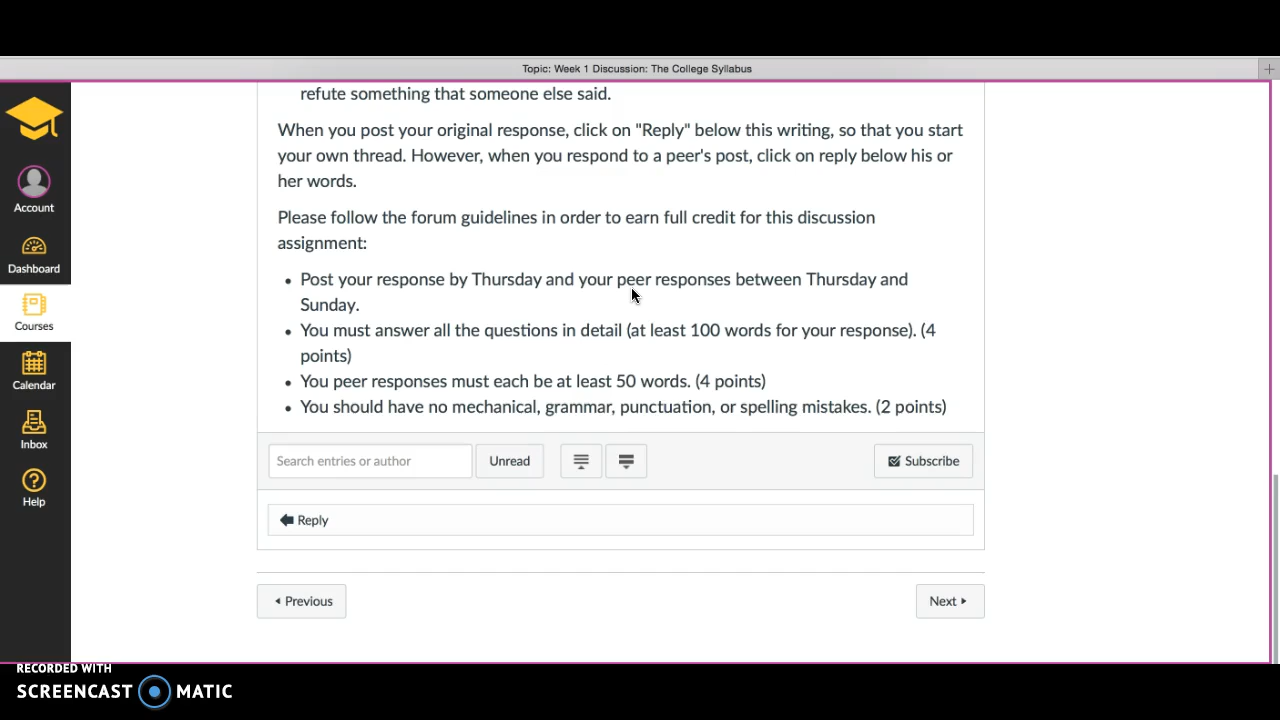 Topic: Week 1 Discussion: The College Syllabus
refute something that someone else said.
When you post your original response, click on "Reply" below this writing, so that you start
your own thread. However, when you respond to a peer's post, click on reply below his or
her words.
Please follow the forum guidelines in order to earn full credit for this discussion
assignment:
• Post your response by Thursday and your peer responses between Thursday and
Sunday.
• You must answer all the questions in detail (at least 100 words for your response). (4
points)
• You peer responses must each be at least 50 words. (4 points)
• You should have no mechanical, grammar, punctuation, or spelling mistakes. (2 points)
Account
Dashboard
Courses
Calendar
Inbox
Help
Search entries or author
Unread
Subscribe
Reply
Previous
Next
RECORDED WITH
SCREENCAST MATIC